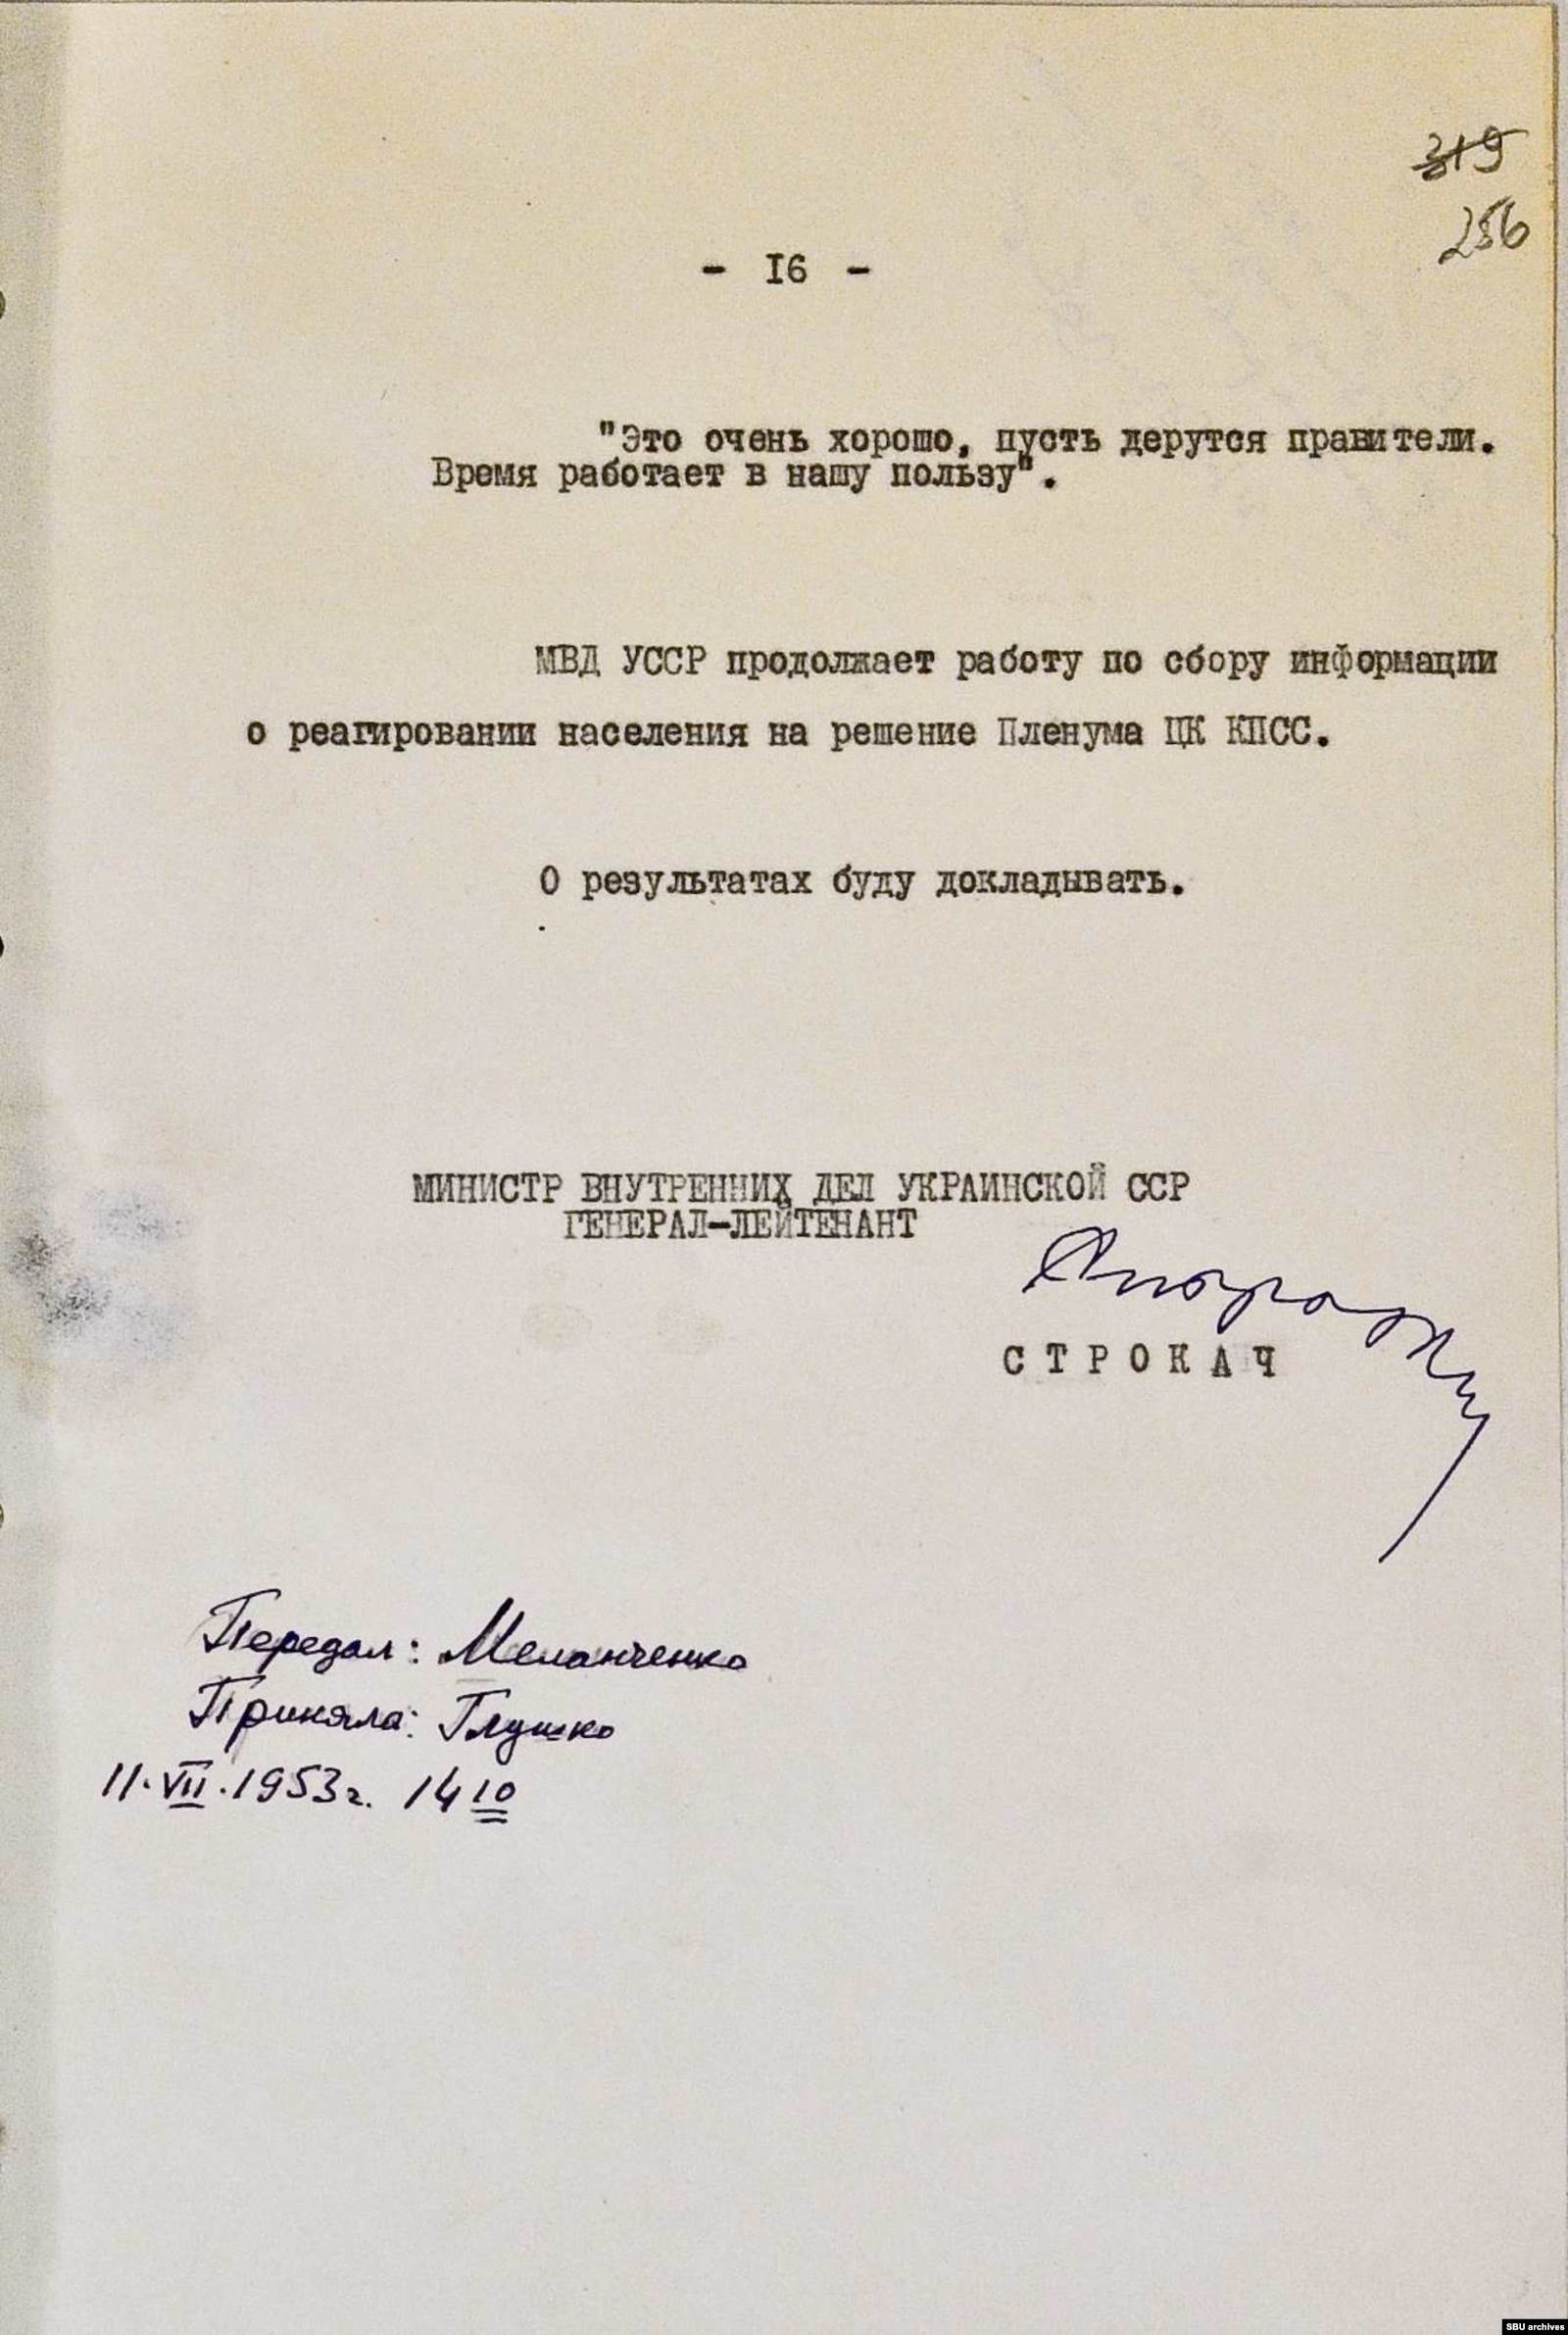 319
256
- I6 -
"Это очень хорошо, пусть дерутся правители.
Время работает в нашу пользу".
МВД УССР продолжает работу по сбору информации
о реагировании населения на решение Пленума ЦК КПСС.
О результатах буду докладывать.
МИНИСТР ВНУТРЕННИХ ДЕЛ УКРАИНСКОЙ ССР
ГЕНЕРАЛ-ЛЕЙТЕНАНТ
СТРОКАЧ
Передал: Меланченко
Приняла: Глушко
11.VII.1953г. 14 10
SBU archives